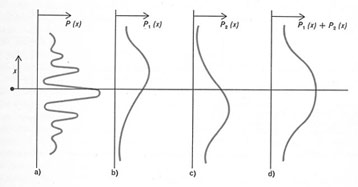 P (x)
P₁ (x)
P₂ (x)
P₁ (x) + P₂ (x)
x
a)
b)
c)
d)